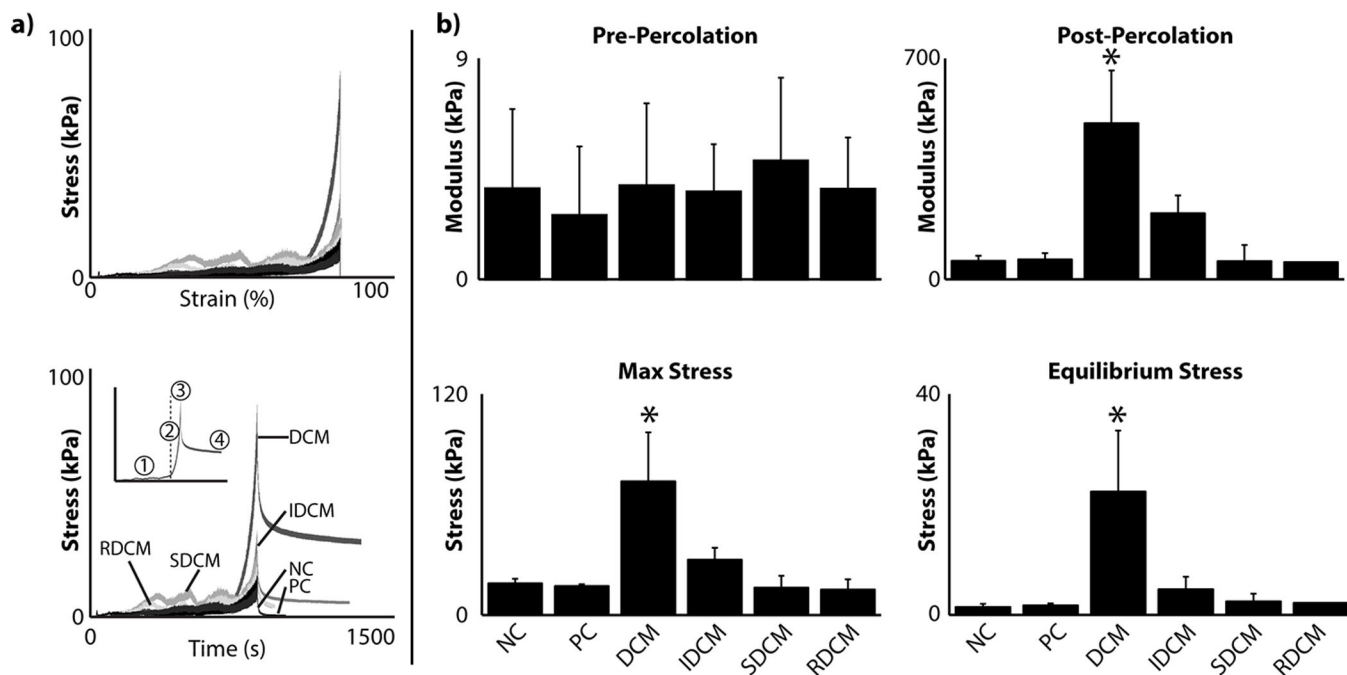 a)
100
Stress (kPa)
0
0
Strain (%)
100
100
Stress (kPa)
①
②
③
④
DCM
IDCM
RDCM
SDCM
NC
PC
0
0
Time (s)
1500
b)
Pre-Percolation
9
Modulus (kPa)
0
Post-Percolation
700
Modulus (kPa)
*
0
Max Stress
120
Stress (kPa)
*
0
NC
PC
DCM
IDCM
SDCM
RDCM
Equilibrium Stress
40
Stress (kPa)
*
0
NC
PC
DCM
IDCM
SDCM
RDCM